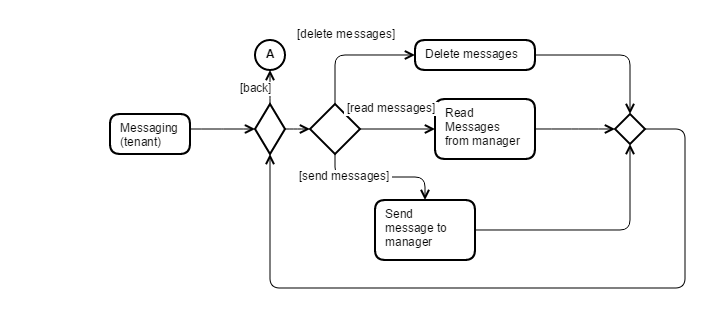 [delete messages]
A
Delete messages
[back]
[read messages]
Read
Messages
from manager
Messaging
(tenant)
[send messages]
Send
message to
manager